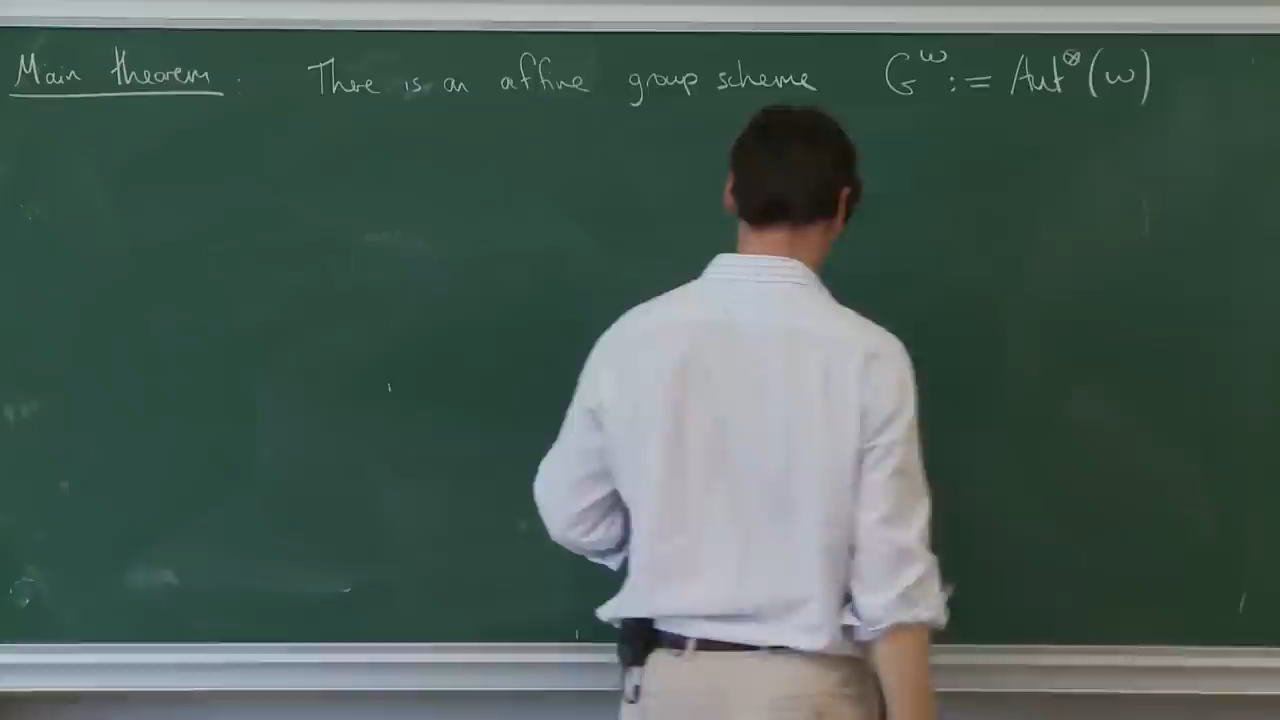 Main theorem: There is an affine group scheme G^ω := Aut^⊗(ω)